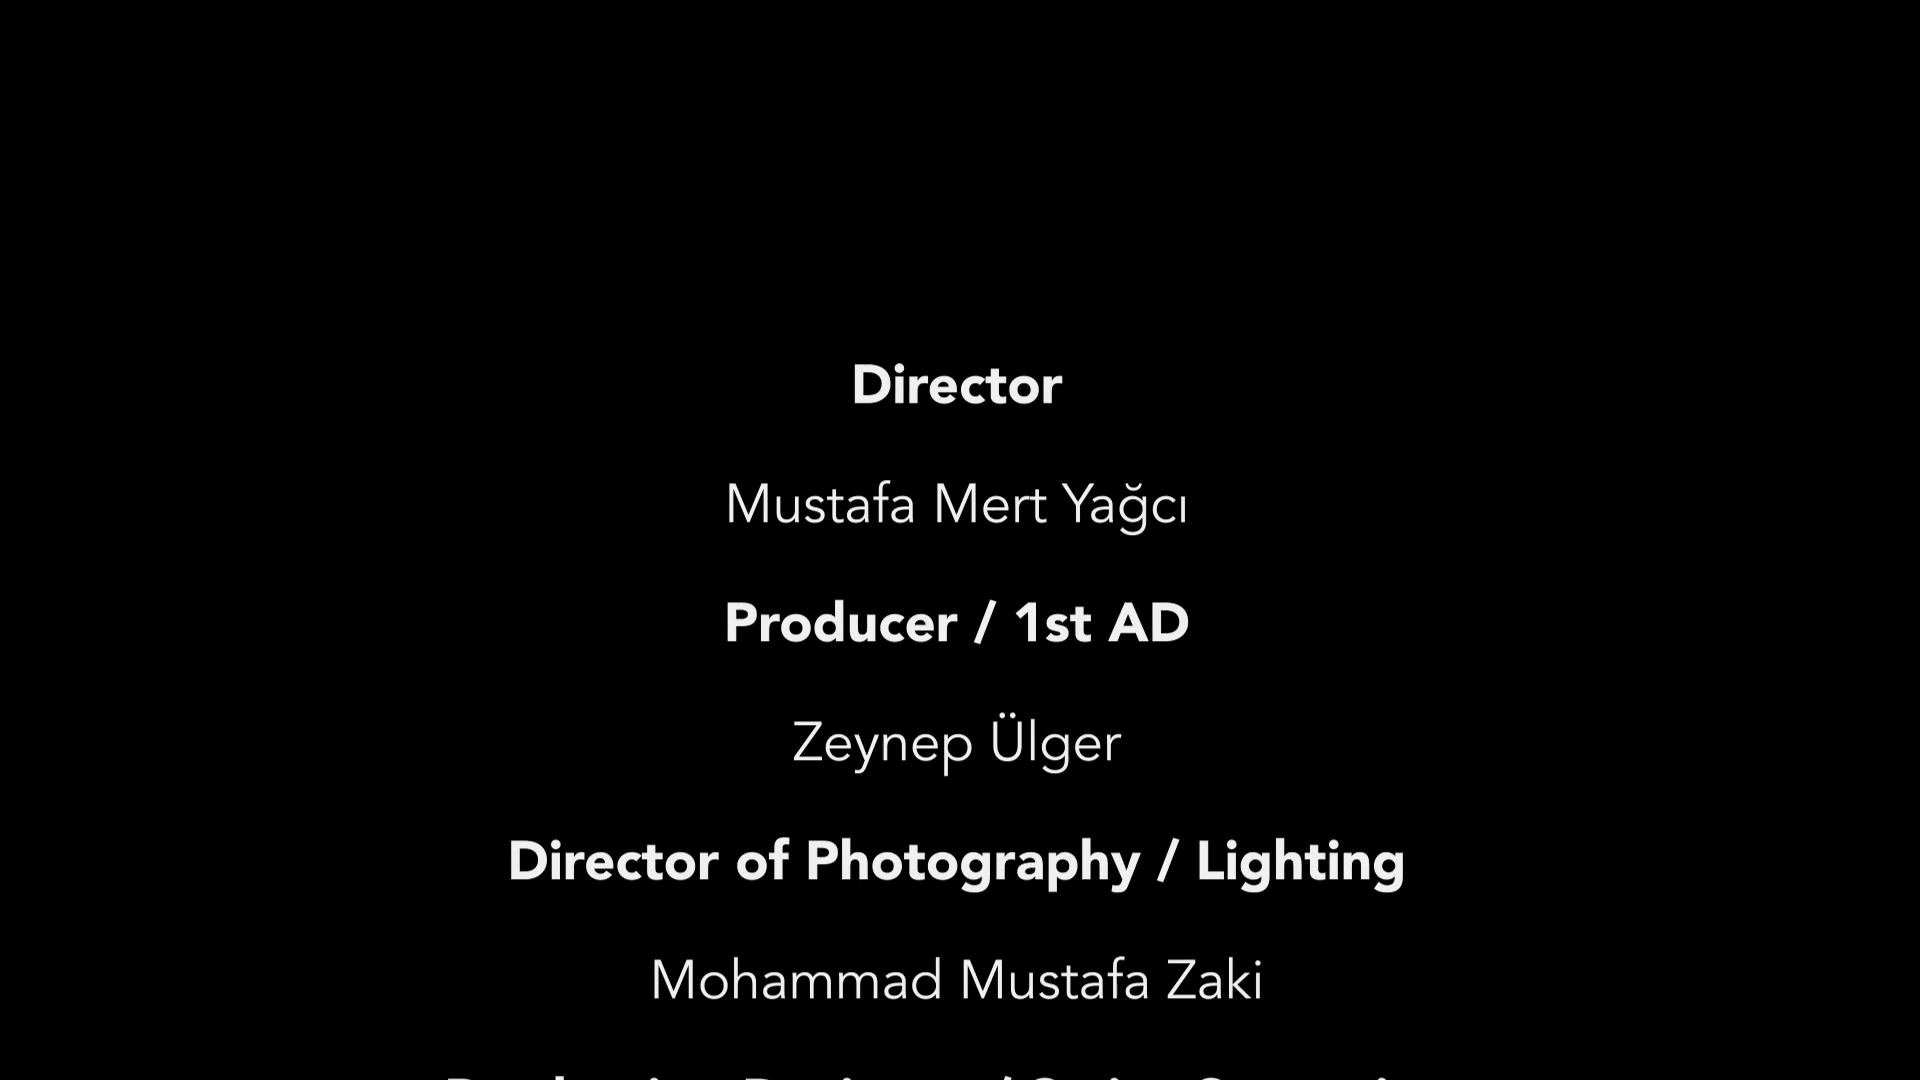 Director
Mustafa Mert Yağcı
Producer / 1st AD
Zeynep Ülger
Director of Photography / Lighting
Mohammad Mustafa Zaki